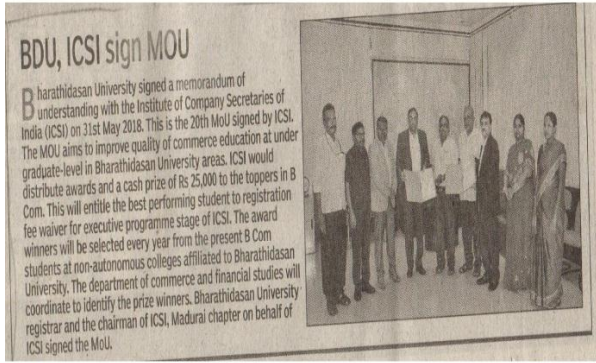 BDU, ICSI sign MOU
Bharathidasan University signed a memorandum of
understanding with the Institute of Company Secretaries of
India (ICSI) on 31st May 2018. This is the 20th MoU signed by ICSI.
The MOU aims to improve quality of commerce education at under
graduate-level in Bharathidasan University areas. ICSI would
distribute awards and a cash prize of Rs 25,000 to the toppers in B
Com. This will entitle the best performing student to registration
fee waiver for executive programme stage of ICSI. The award
winners will be selected every year from the present B Com
students at non-autonomous colleges affiliated to Bharathidasan
University. The department of commerce and financial studies will
coordinate to identify the prize winners. Bharathidasan University
registrar and the chairman of ICSI, Madurai chapter on behalf of
ICSI signed the MoU.